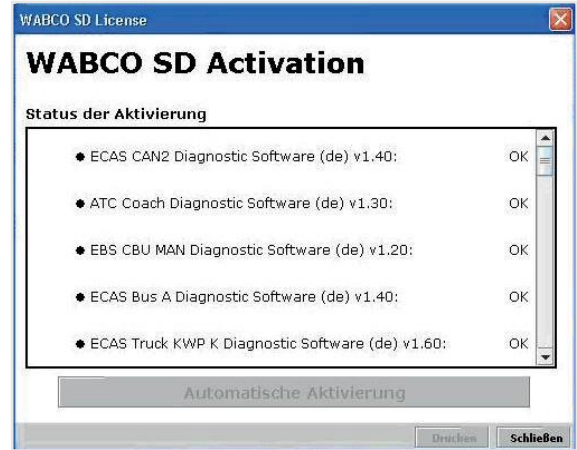 WABCO SD License
WABCO SD Activation
Status der Aktivierung
● ECAS CAN2 Diagnostic Software (de) v1.40: OK
● ATC Coach Diagnostic Software (de) v1.30: OK
● EBS CBU MAN Diagnostic Software (de) v1.20: OK
● ECAS Bus A Diagnostic Software (de) v1.40: OK
● ECAS Truck KWP K Diagnostic Software (de) v1.60: OK
Automatische Aktivierung
Drucken Schließen